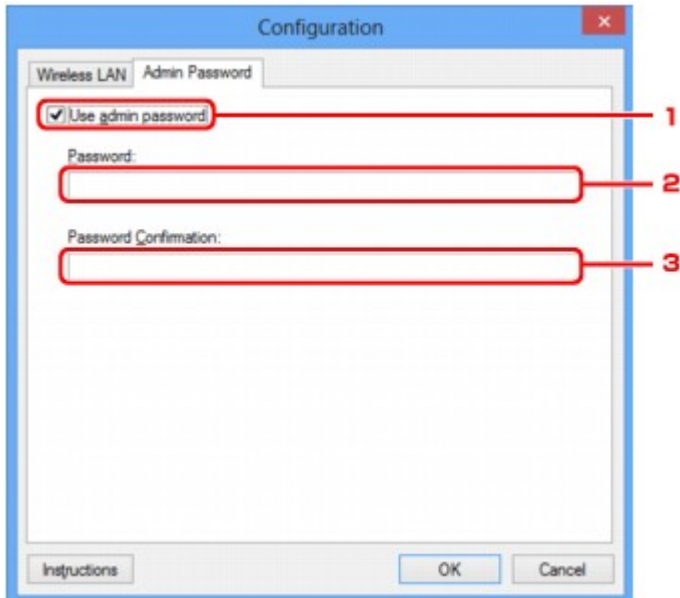 Configuration
Wireless LAN Admin Password
Use admin password 1
Password:
2
Password Confirmation:
3
Instructions OK Cancel